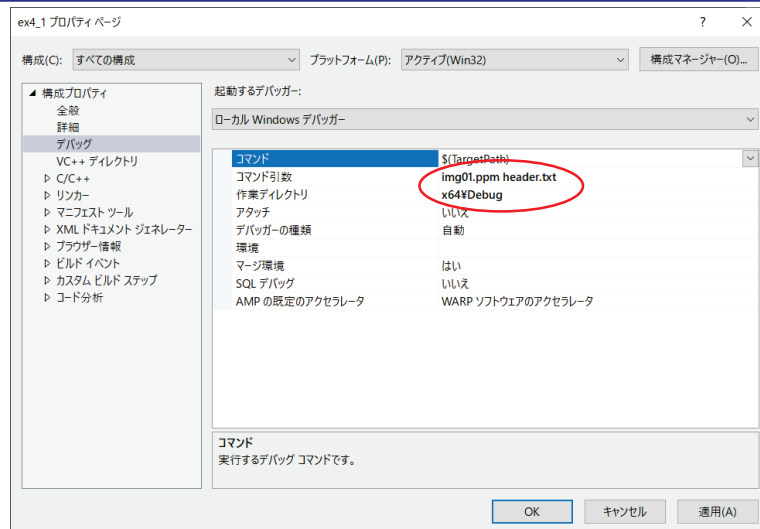 ex4_1 プロパティ ページ ? ×
構成(C): すべての構成 プラットフォーム(P): アクティブ(Win32) 構成マネージャー(O)...
構成プロパティ
全般
詳細
デバッグ
VC++ ディレクトリ
C/C++
リンカー
マニフェスト ツール
XML ドキュメント ジェネレーター
ブラウザー情報
ビルド イベント
カスタム ビルド ステップ
コード分析
起動するデバッガー:
ローカル Windows デバッガー
コマンド $(TargetPath)
コマンド引数 img01.ppm header.txt
作業ディレクトリ x64¥Debug
アタッチ いいえ
デバッガーの種類 自動
環境
マージ環境 はい
SQL デバッグ いいえ
AMP の既定のアクセラレータ WARP ソフトウェアのアクセラレータ
コマンド
実行するデバッグ コマンドです。
OK キャンセル 適用(A)